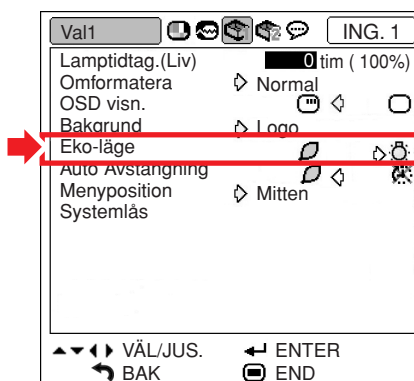 Val1 ING. 1
Lamptidtag.(Liv) 0 tim ( 100%)
Omformatera Normal
OSD visn.
Bakgrund Logo
Eko-läge
Auto Avstängning
Menyposition Mitten
Systemlås
VÄL/JUS. ENTER
BAK END